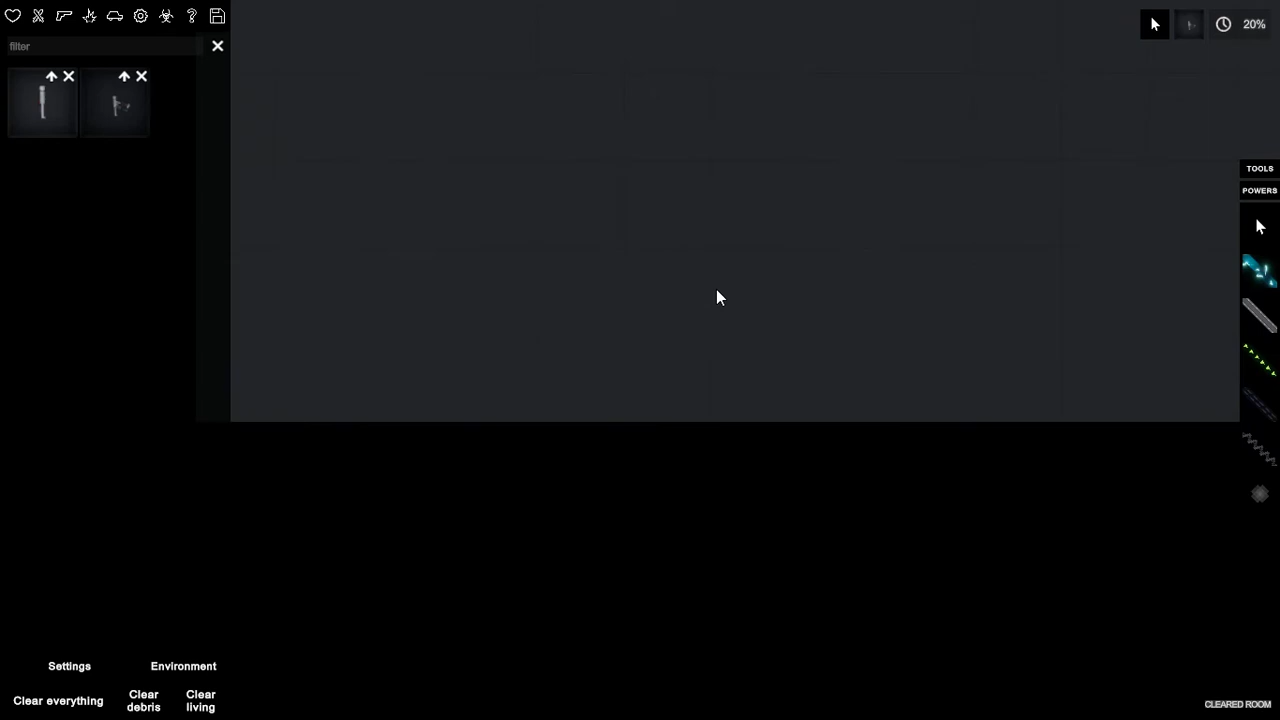 20%
filter
TOOLS
POWERS
Settings
Environment
Clear everything
Clear
debris
Clear
living
CLEARED ROOM